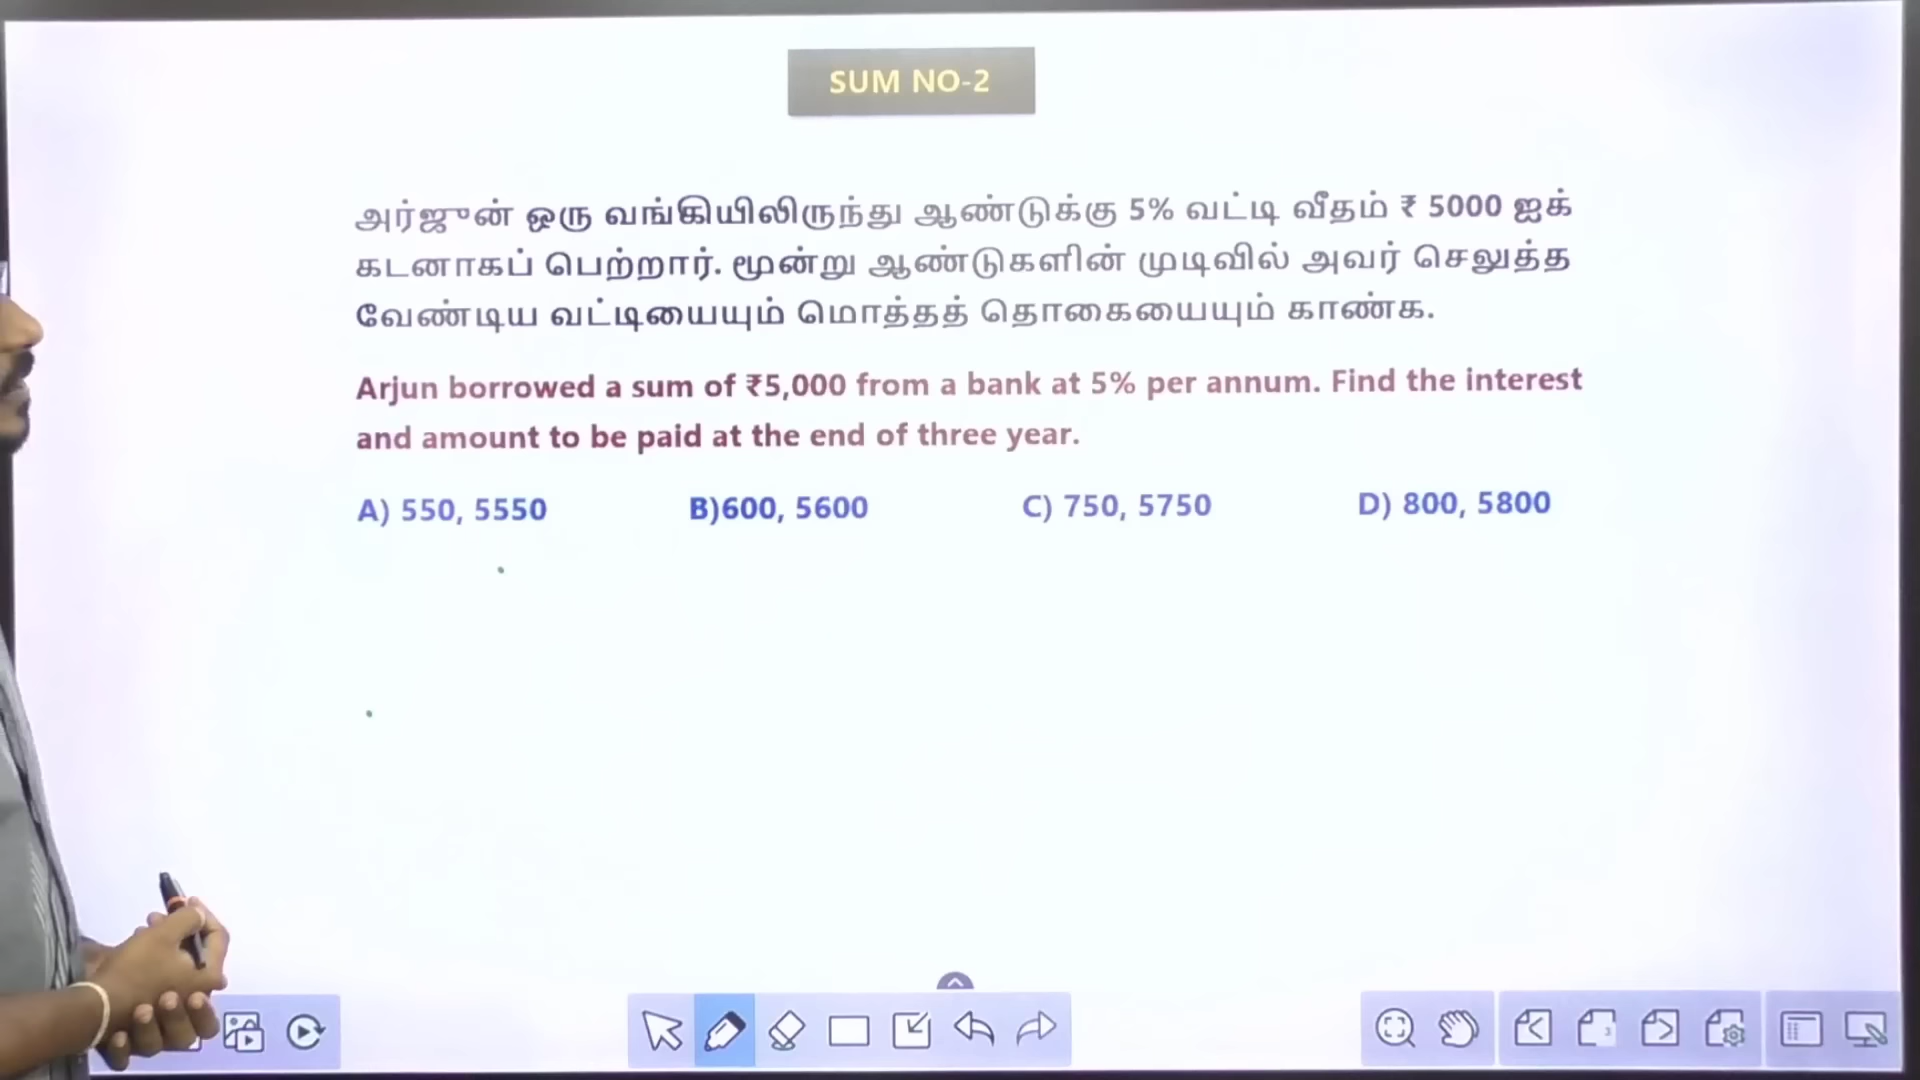 SUM NO-2
அர்ஜுன் ஒரு வங்கியிலிருந்து ஆண்டுக்கு 5% வட்டி வீதம் ₹ 5000 ஐக்
கடனாகப் பெற்றார். மூன்று ஆண்டுகளின் முடிவில் அவர் செலுத்த
வேண்டிய வட்டியையும் மொத்தத் தொகையையும் காண்க.
Arjun borrowed a sum of ₹5,000 from a bank at 5% per annum. Find the interest
and amount to be paid at the end of three year.
A) 550, 5550 B)600, 5600 C) 750, 5750 D) 800, 5800
3